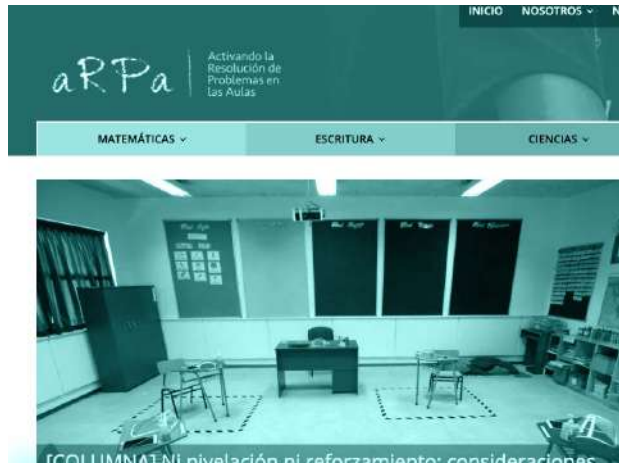 INICIO NOSOTROS N
aRPa
Activando la
Resolución de
Problemas en
las Aulas
MATEMÁTICAS ESCRITURA CIENCIAS
[COLUMNA] Ni nivelación ni reforzamiento: consideraciones